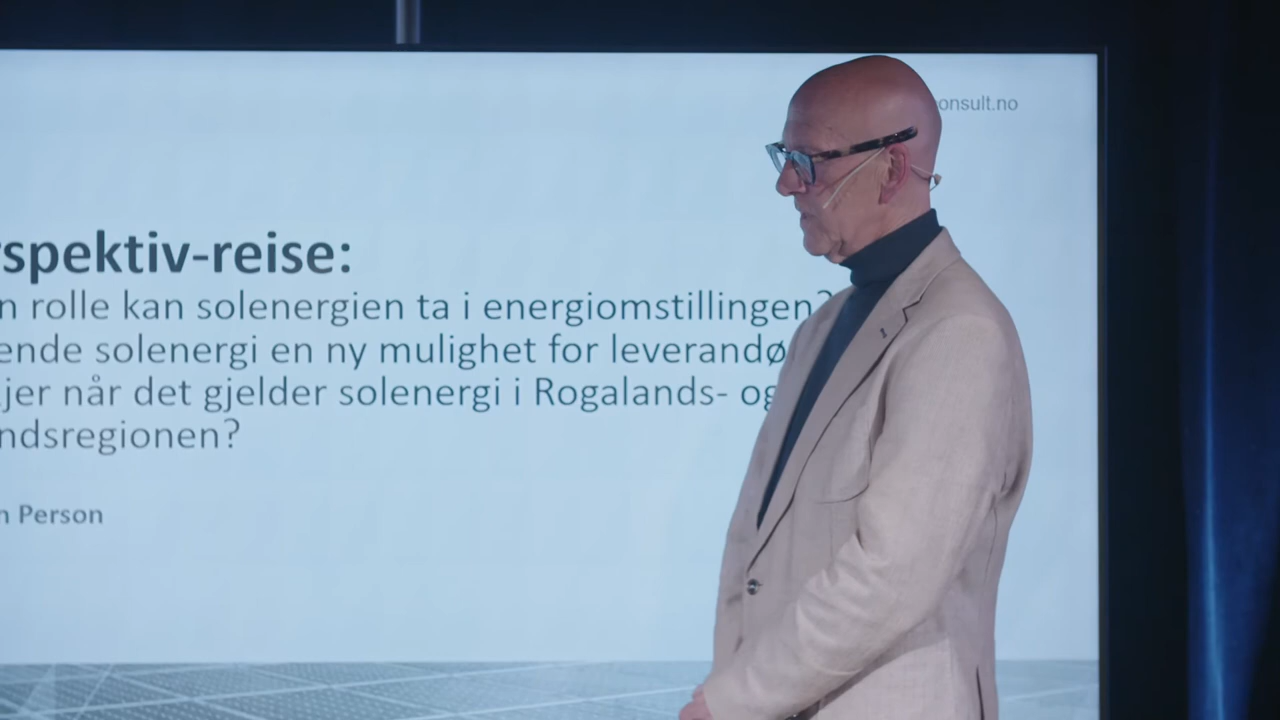 onsult.no
rspektiv-reise:
n rolle kan solenergien ta i energiomstillingen?
ende solenergi en ny mulighet for leverandø
jer når det gjelder solenergi i Rogalands- og
ndsregionen?
n Person